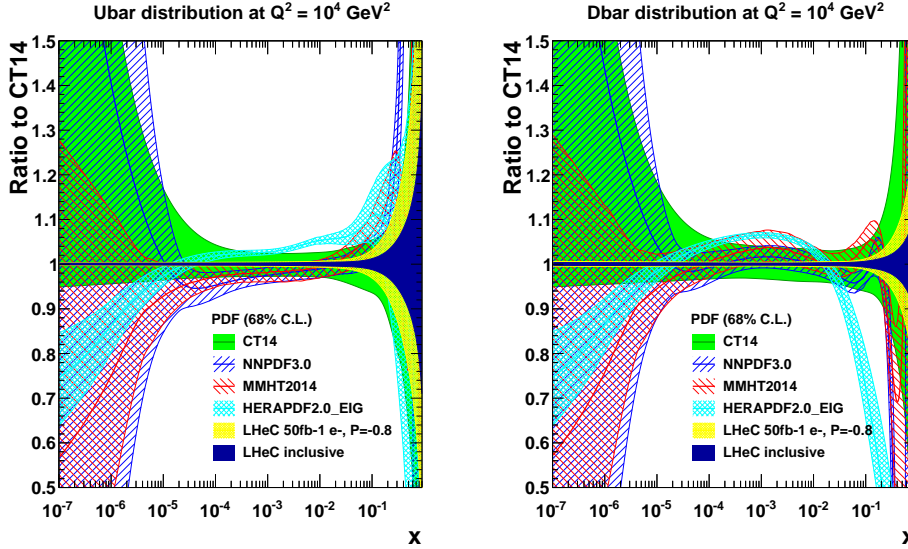 Ubar distribution at Q² = 10⁴ GeV²
Ratio to CT14
1.5
1.4
1.3
1.2
1.1
1
0.9
0.8
0.7
0.6
0.5
PDF (68% C.L.)
CT14
NNPDF3.0
MMHT2014
HERAPDF2.0_EIG
LHeC 50fb-1 e-, P=-0.8
LHeC inclusive
10⁻⁷ 10⁻⁶ 10⁻⁵ 10⁻⁴ 10⁻³ 10⁻² 10⁻¹
x
Dbar distribution at Q² = 10⁴ GeV²
Ratio to CT14
1.5
1.4
1.3
1.2
1.1
1
0.9
0.8
0.7
0.6
0.5
PDF (68% C.L.)
CT14
NNPDF3.0
MMHT2014
HERAPDF2.0_EIG
LHeC 50fb-1 e-, P=-0.8
LHeC inclusive
10⁻⁷ 10⁻⁶ 10⁻⁵ 10⁻⁴ 10⁻³ 10⁻² 10⁻¹
x